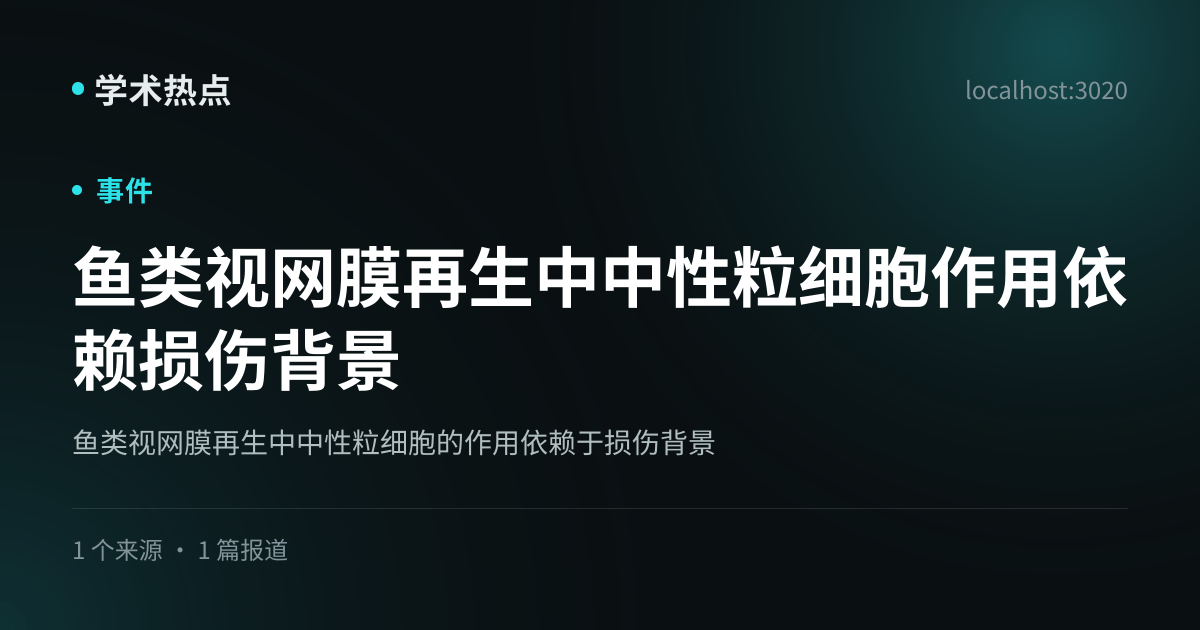 学术热点
localhost:3020
事件
鱼类视网膜再生中中性粒细胞作用依
赖损伤背景
鱼类视网膜再生中中性粒细胞的作用依赖于损伤背景
1 个来源 · 1 篇报道